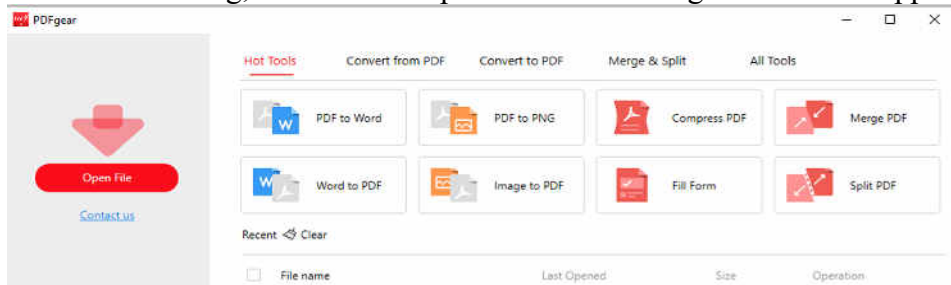 PDFgear
Hot Tools Convert from PDF Convert to PDF Merge & Split All Tools
PDF to Word PDF to PNG Compress PDF Merge PDF
Open File
Word to PDF Image to PDF Fill Form Split PDF
Contact us
Recent Clear
File name Last Opened Size Operation